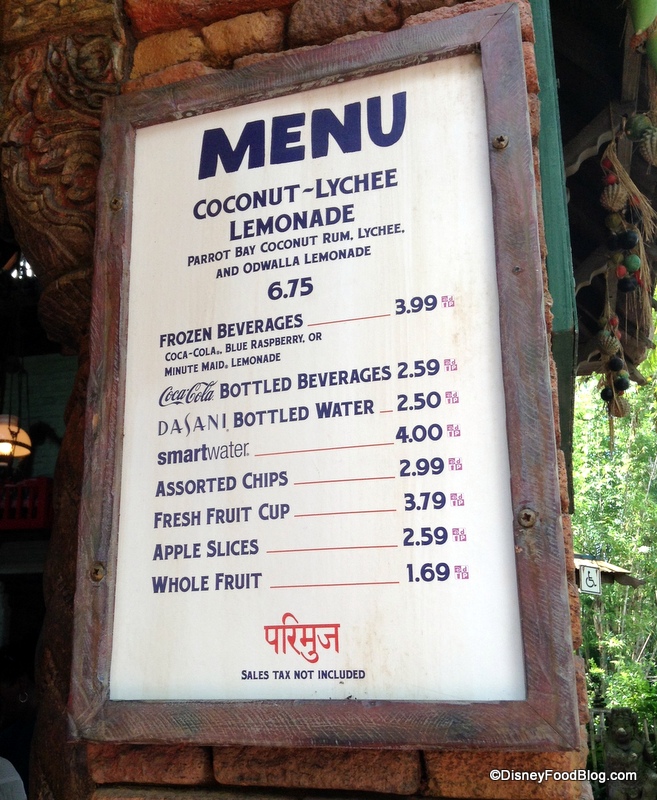 MENU
COCONUT~LYCHEE
LEMONADE
PARROT BAY COCONUT RUM, LYCHEE,
AND ODWALLA LEMONADE
6.75
FROZEN BEVERAGES 3.99
COCA-COLA®, BLUE RASPBERRY, OR
MINUTE MAID® LEMONADE
Coca-Cola BOTTLED BEVERAGES 2.59
DASANI BOTTLED WATER 2.50
smartwater 4.00
ASSORTED CHIPS 2.99
FRESH FRUIT CUP 3.79
APPLE SLICES 2.59
WHOLE FRUIT 1.69
परिमुज
SALES TAX NOT INCLUDED
©DisneyFoodBlog.com